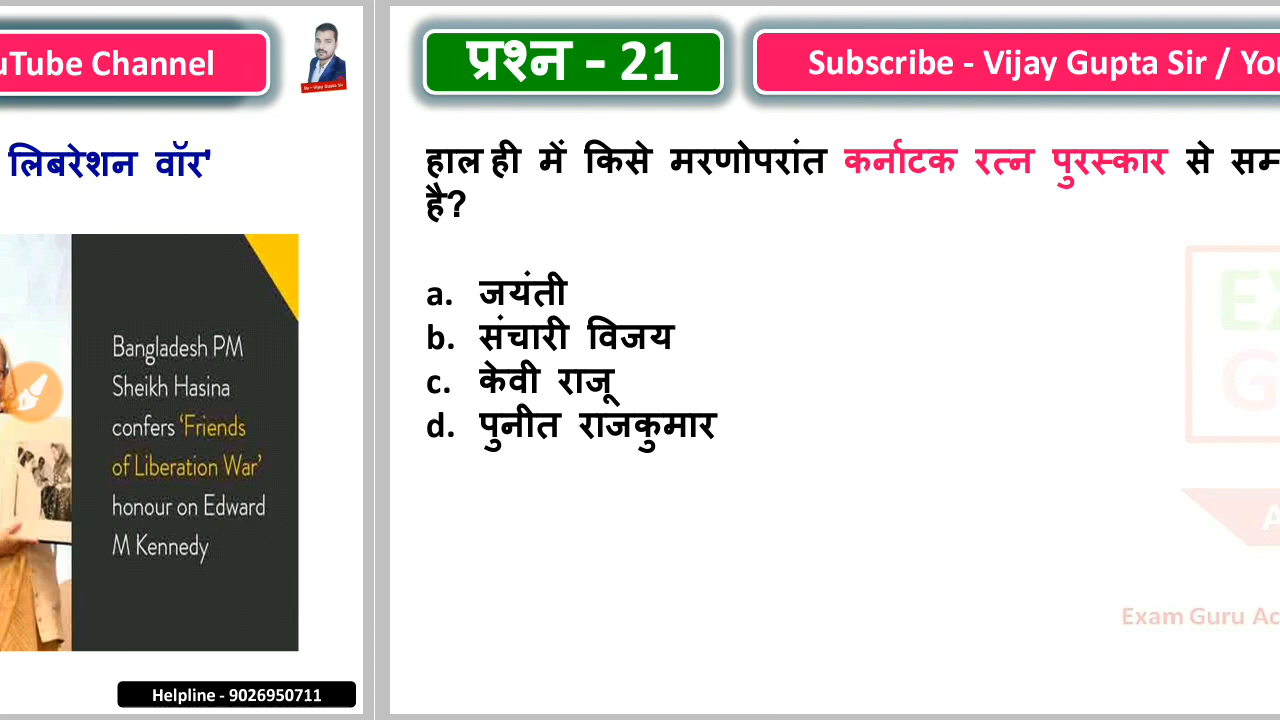 uTube Channel
लिबरेशन वॉर'
Bangladesh PM
Sheikh Hasina
confers ‘Friends
of Liberation War’
honour on Edward
M Kennedy
Helpline - 9026950711
प्रश्न - 21
Subscribe - Vijay Gupta Sir / You
हाल ही में किसे मरणोपरांत कर्नाटक रत्न पुरस्कार से सम
है?
a. जयंती
b. संचारी विजय
c. केवी राजू
d. पुनीत राजकुमार
EX
G
A
Exam Guru Ac